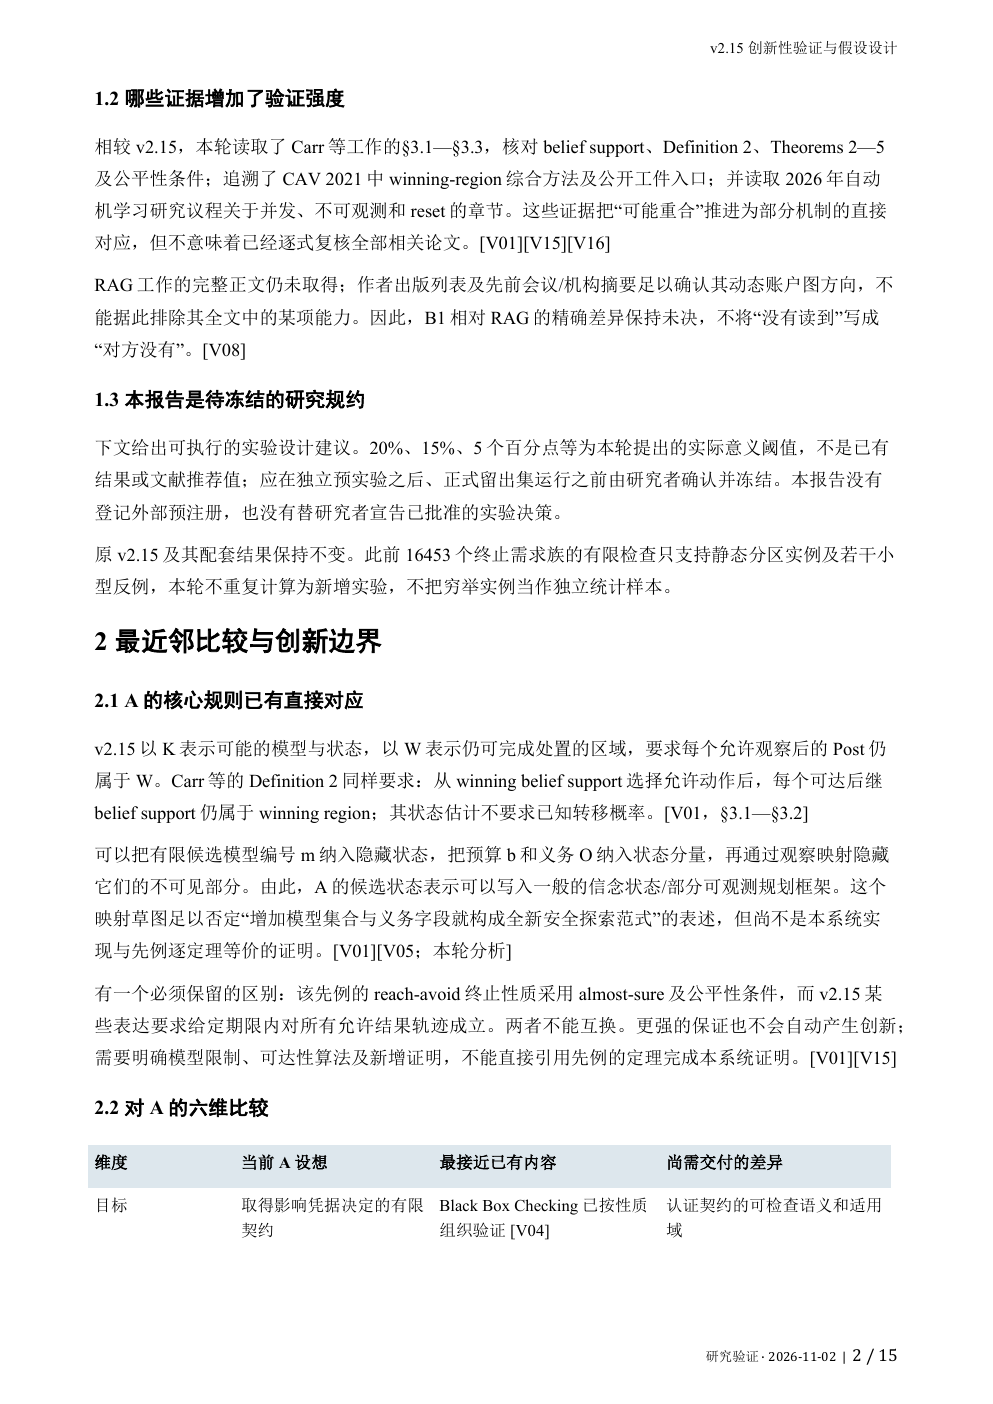 v2.15 创新性验证与假设设计
1.2 哪些证据增加了验证强度
相较 v2.15，本轮读取了 Carr 等工作的§3.1—§3.3，核对 belief support、Definition 2、Theorems 2—5
及公平性条件；追溯了 CAV 2021 中 winning-region 综合方法及公开工件入口；并读取 2026 年自动
机学习研究议程关于并发、不可观测和 reset 的章节。这些证据把“可能重合”推进为部分机制的直接
对应，但不意味着已经逐式复核全部相关论文。[V01][V15][V16]
RAG 工作的完整正文仍未取得；作者出版列表及先前会议/机构摘要足以确认其动态账户图方向，不
能据此排除其全文中的某项能力。因此，B1 相对 RAG 的精确差异保持未决，不将“没有读到”写成
“对方没有”。[V08]
1.3 本报告是待冻结的研究规约
下文给出可执行的实验设计建议。20%、15%、5 个百分点等为本轮提出的实际意义阈值，不是已有
结果或文献推荐值；应在独立预实验之后、正式留出集运行之前由研究者确认并冻结。本报告没有
登记外部预注册，也没有替研究者宣告已批准的实验决策。
原 v2.15 及其配套结果保持不变。此前 16453 个终止需求族的有限检查只支持静态分区实例及若干小
型反例，本轮不重复计算为新增实验，不把穷举实例当作独立统计样本。
2 最近邻比较与创新边界
2.1 A 的核心规则已有直接对应
v2.15 以 K 表示可能的模型与状态，以 W 表示仍可完成处置的区域，要求每个允许观察后的 Post 仍
属于 W。Carr 等的 Definition 2 同样要求：从 winning belief support 选择允许动作后，每个可达后继
belief support 仍属于 winning region；其状态估计不要求已知转移概率。[V01，§3.1—§3.2]
可以把有限候选模型编号 m 纳入隐藏状态，把预算 b 和义务 O 纳入状态分量，再通过观察映射隐藏
它们的不可见部分。由此，A 的候选状态表示可以写入一般的信念状态/部分可观测规划框架。这个
映射草图足以否定“增加模型集合与义务字段就构成全新安全探索范式”的表述，但尚不是本系统实
现与先例逐定理等价的证明。[V01][V05；本轮分析]
有一个必须保留的区别：该先例的 reach-avoid 终止性质采用 almost-sure 及公平性条件，而 v2.15 某
些表达要求给定期限内对所有允许结果轨迹成立。两者不能互换。更强的保证也不会自动产生创新；
需要明确模型限制、可达性算法及新增证明，不能直接引用先例的定理完成本系统证明。[V01][V15]
2.2 对 A 的六维比较
维度 当前 A 设想 最接近已有内容 尚需交付的差异
目标 取得影响凭据决定的有限 Black Box Checking 已按性质 认证契约的可检查语义和适用
契约 组织验证 [V04] 域
研究验证 · 2026-11-02 | 2 / 15